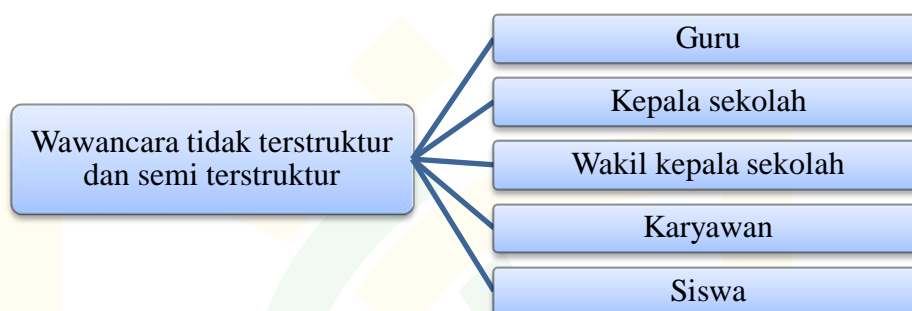 Wawancara tidak terstruktur
dan semi terstruktur
Guru
Kepala sekolah
Wakil kepala sekolah
Karyawan
Siswa